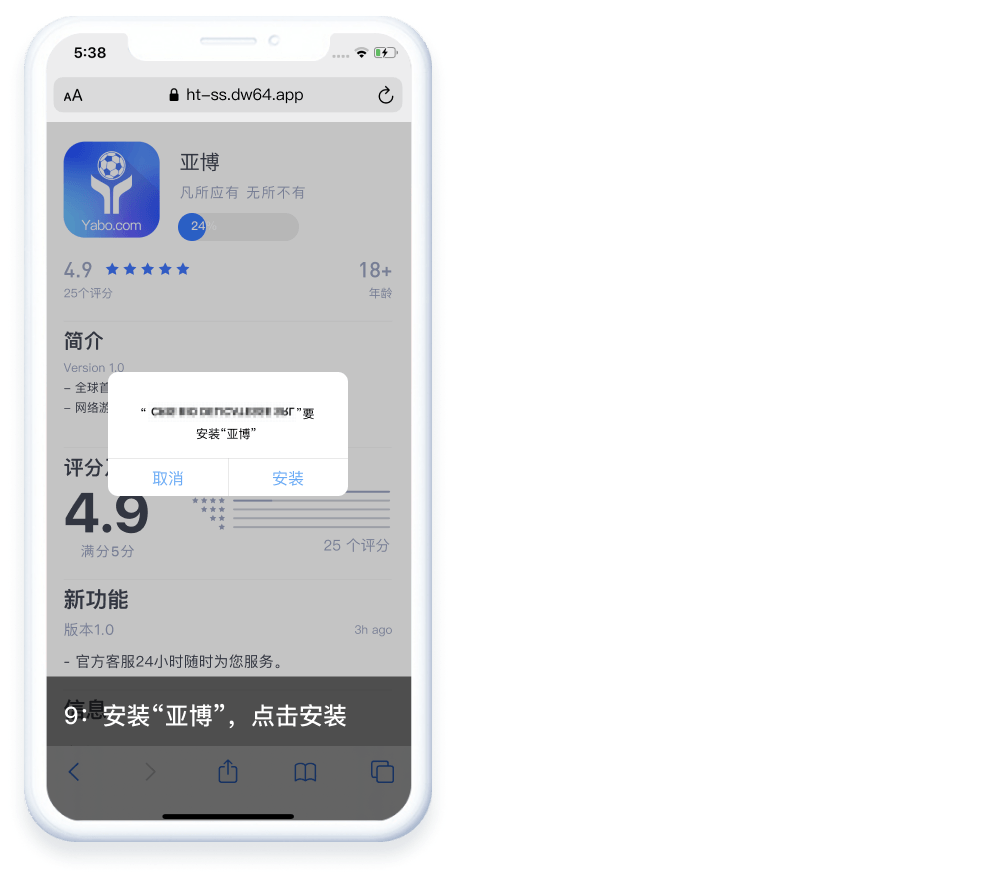 5:38
AA ht-ss.dw64.app
亚博
凡所应有 无所不有
Yabo.com
24%
4.9
18+
25个评分
年龄
简介
Version 1.0
- 全球首
- 网络游
”要
安装“亚博”
取消
安装
评分
4.9
满分5分
25 个评分
新功能
版本1.0
3h ago
- 官方客服24小时随时为您服务。
信息
9：安装“亚博”，点击安装